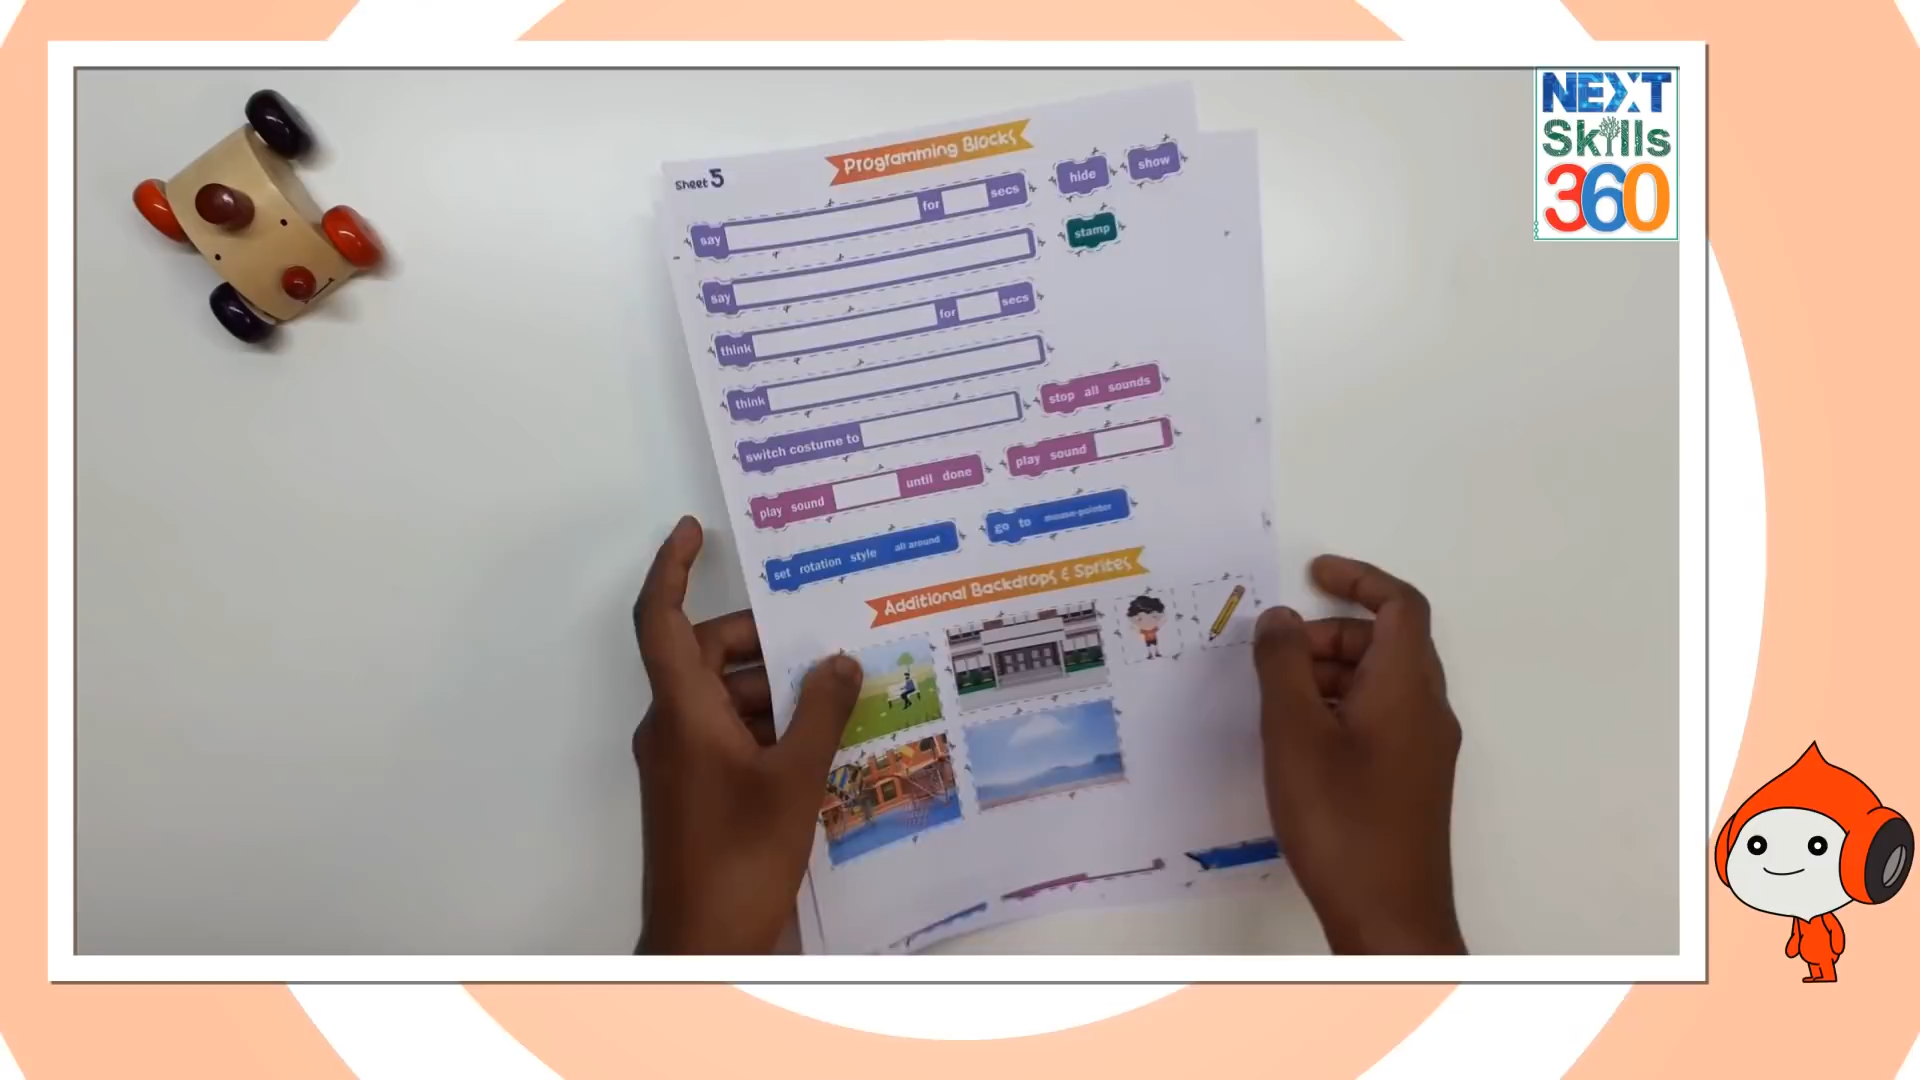 NEXT
Skills
360
Sheet 5
Programming Blocks
say for secs
hide
show
stamp
say
think for secs
think
stop all sounds
switch costume to
play sound
play sound until done
go to mouse-pointer
set rotation style all around
Additional Backdrops & Sprites